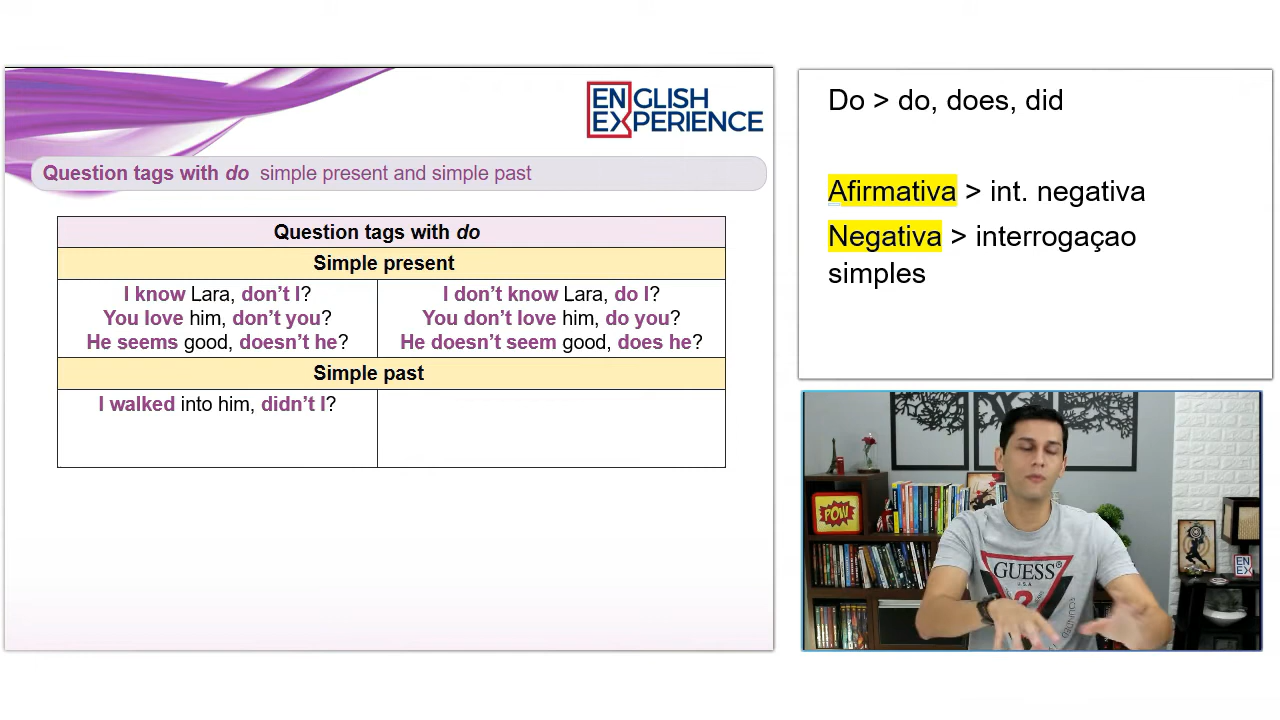 ENGLISH
EXPERIENCE
Question tags with do simple present and simple past
Question tags with do
Simple present
I know Lara, don't I?
You love him, don't you?
He seems good, doesn't he?
I don't know Lara, do I?
You don't love him, do you?
He doesn't seem good, does he?
Simple past
I walked into him, didn't I?
Do > do, does, did
Afirmativa > int. negativa
Negativa > interrogaçao
simples
POW
GUESS®
U.S.A.
?
EN
EX